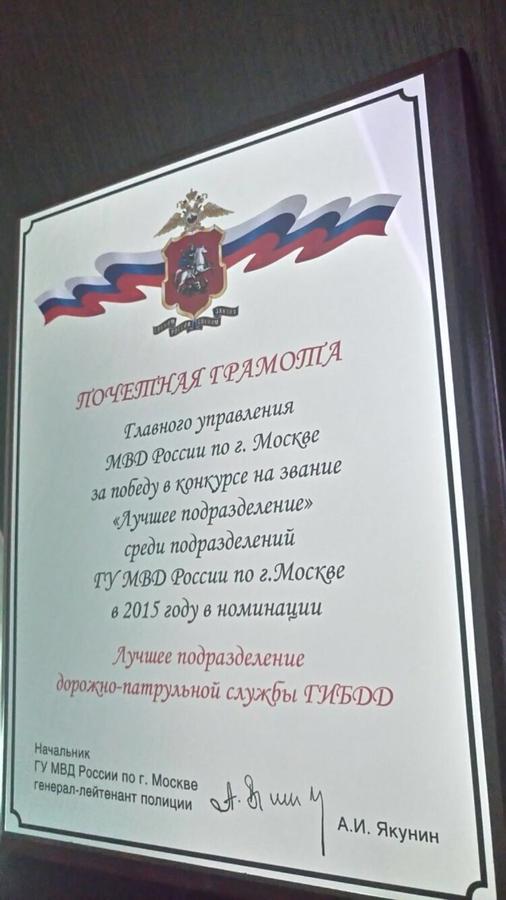 ПОЧЕТНАЯ ГРАМОТА
Главного управления
МВД России по г. Москве
за победу в конкурсе на звание
«Лучшее подразделение»
среди подразделений
ГУ МВД России по г.Москве
в 2015 году в номинации
Лучшее подразделение
дорожно-патрульной службы ГИБДД
Начальник
ГУ МВД России по г. Москве
генерал-лейтенант полиции
А.И. Якунин